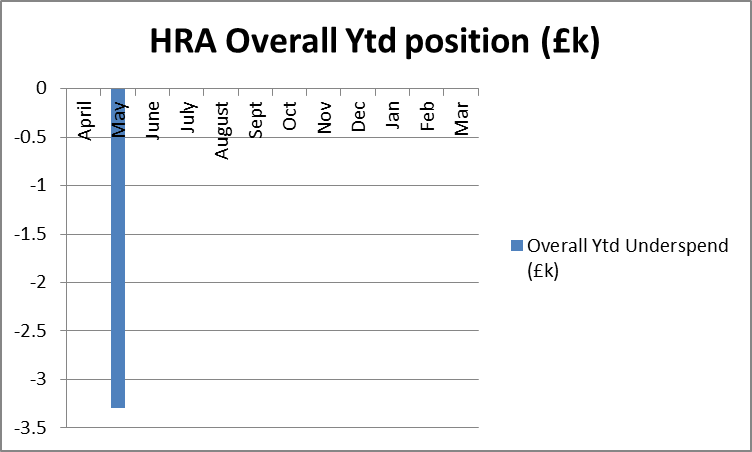 HRA Overall Ytd position (£k)
0
-0.5
-1
-1.5
-2
-2.5
-3
-3.5
April
May
June
July
August
Sept
Oct
Nov
Dec
Jan
Feb
Mar
Overall Ytd Underspend
(£k)